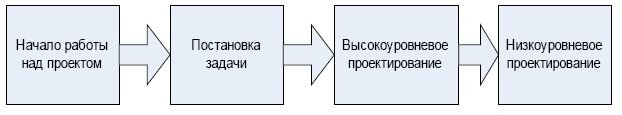 Начало работы
над проектом
Постановка
задачи
Высокоуровневое
проектирование
Низкоуровневое
проектирование